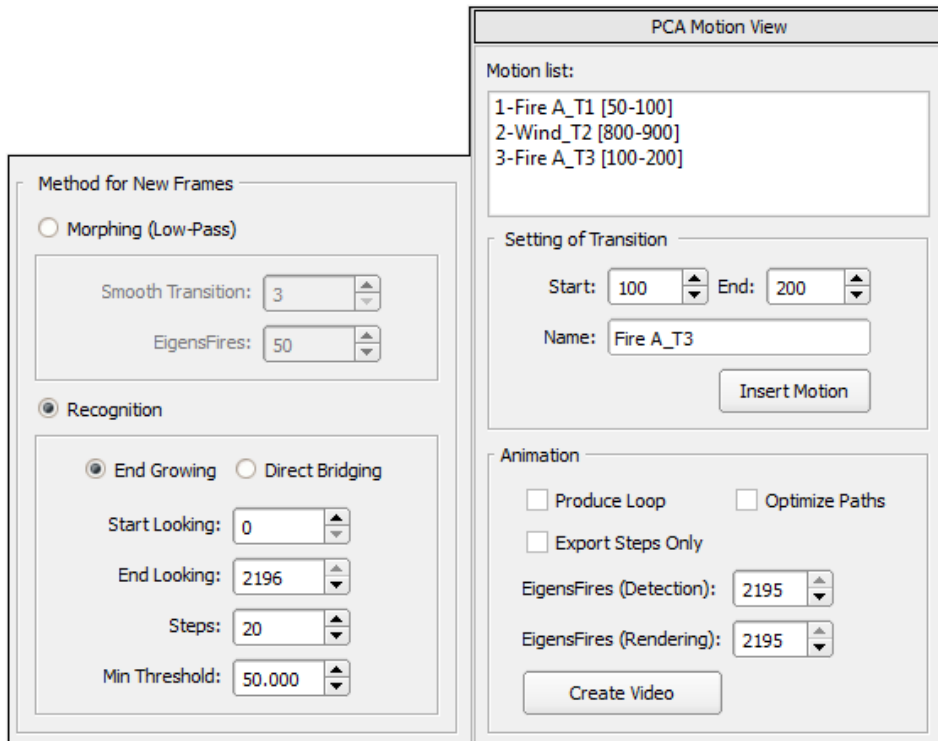 PCA Motion View
Motion list:
1-Fire A_T1 [50-100]
2-Wind_T2 [800-900]
3-Fire A_T3 [100-200]
Setting of Transition
Start: 100 End: 200
Name: Fire A_T3
Insert Motion
Animation
Produce Loop Optimize Paths
Export Steps Only
EigensFires (Detection): 2195
EigensFires (Rendering): 2195
Create Video
Method for New Frames
Morphing (Low-Pass)
Smooth Transition: 3
EigensFires: 50
Recognition
End Growing Direct Bridging
Start Looking: 0
End Looking: 2196
Steps: 20
Min Threshold: 50.000